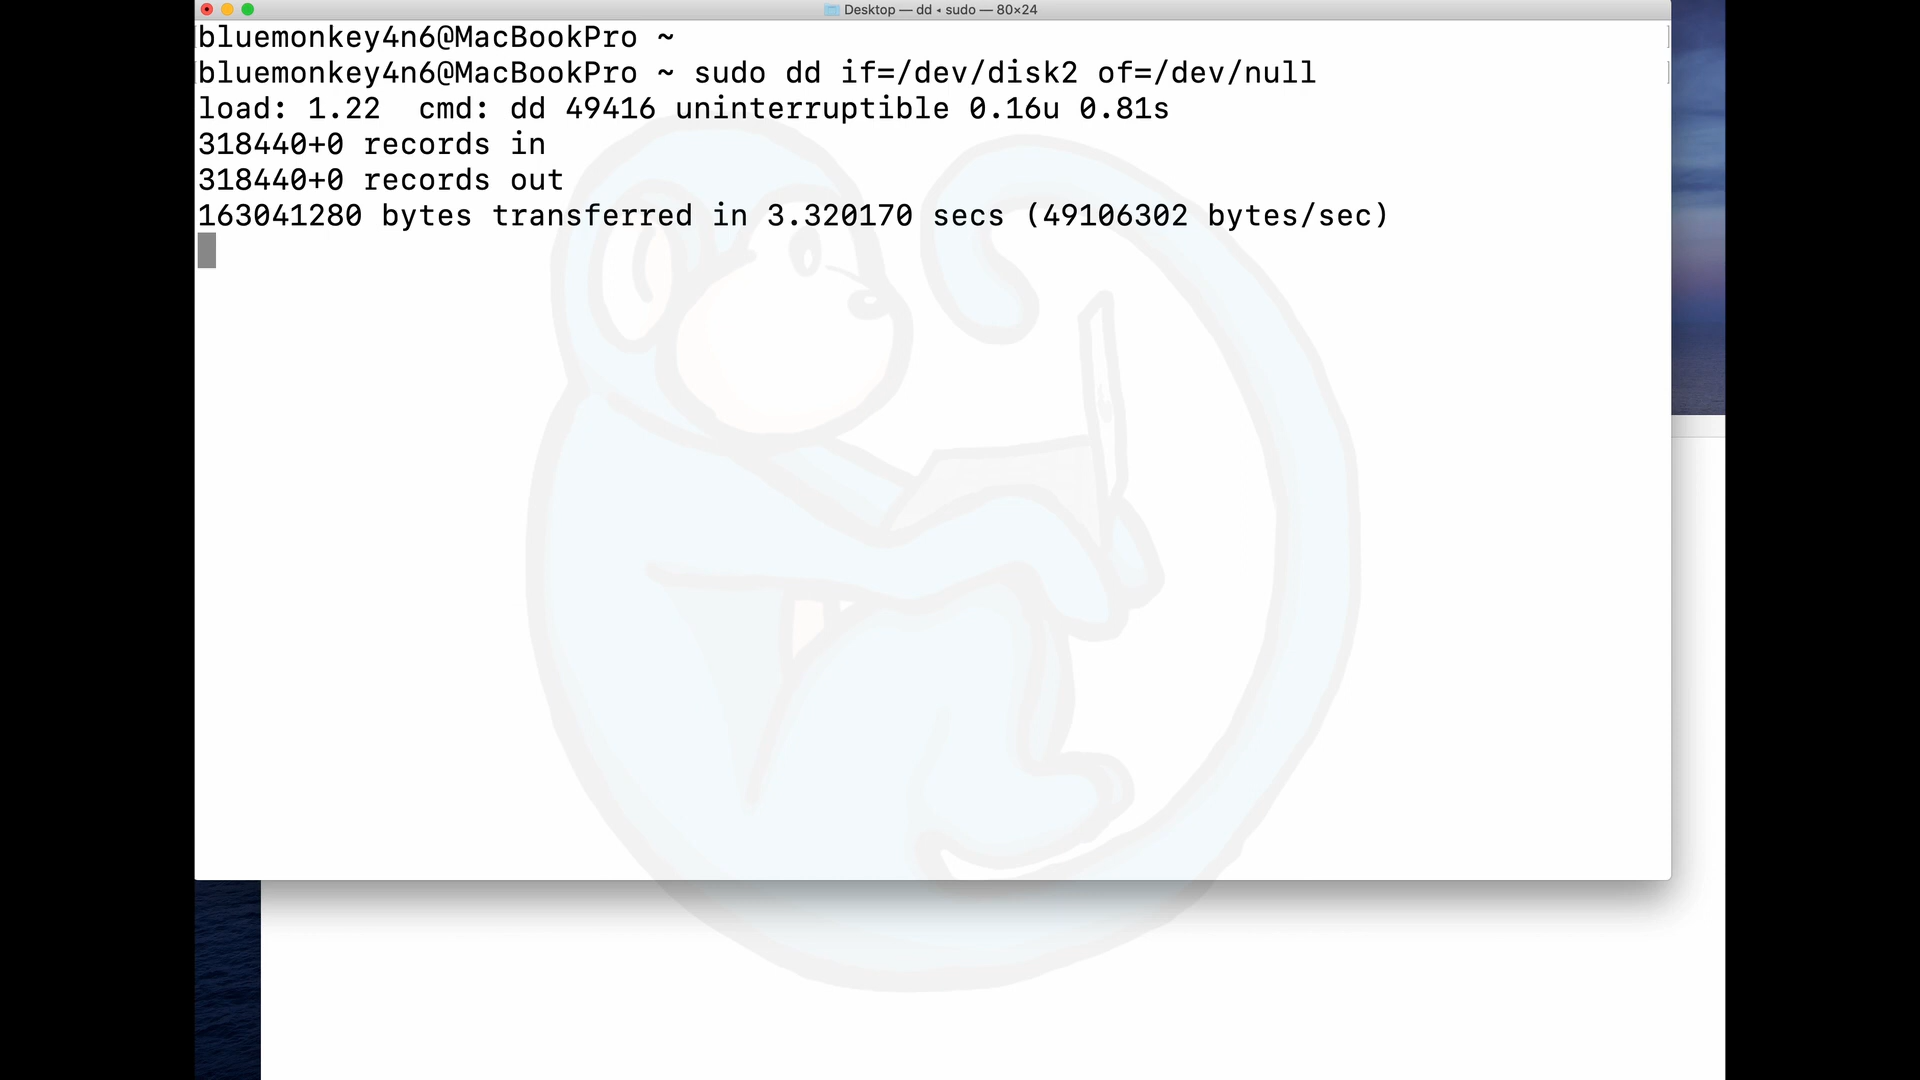 Desktop — dd ◂ sudo — 80×24
bluemonkey4n6@MacBookPro ~
bluemonkey4n6@MacBookPro ~ sudo dd if=/dev/disk2 of=/dev/null
load: 1.22  cmd: dd 49416 uninterruptible 0.16u 0.81s
318440+0 records in
318440+0 records out
163041280 bytes transferred in 3.320170 secs (49106302 bytes/sec)